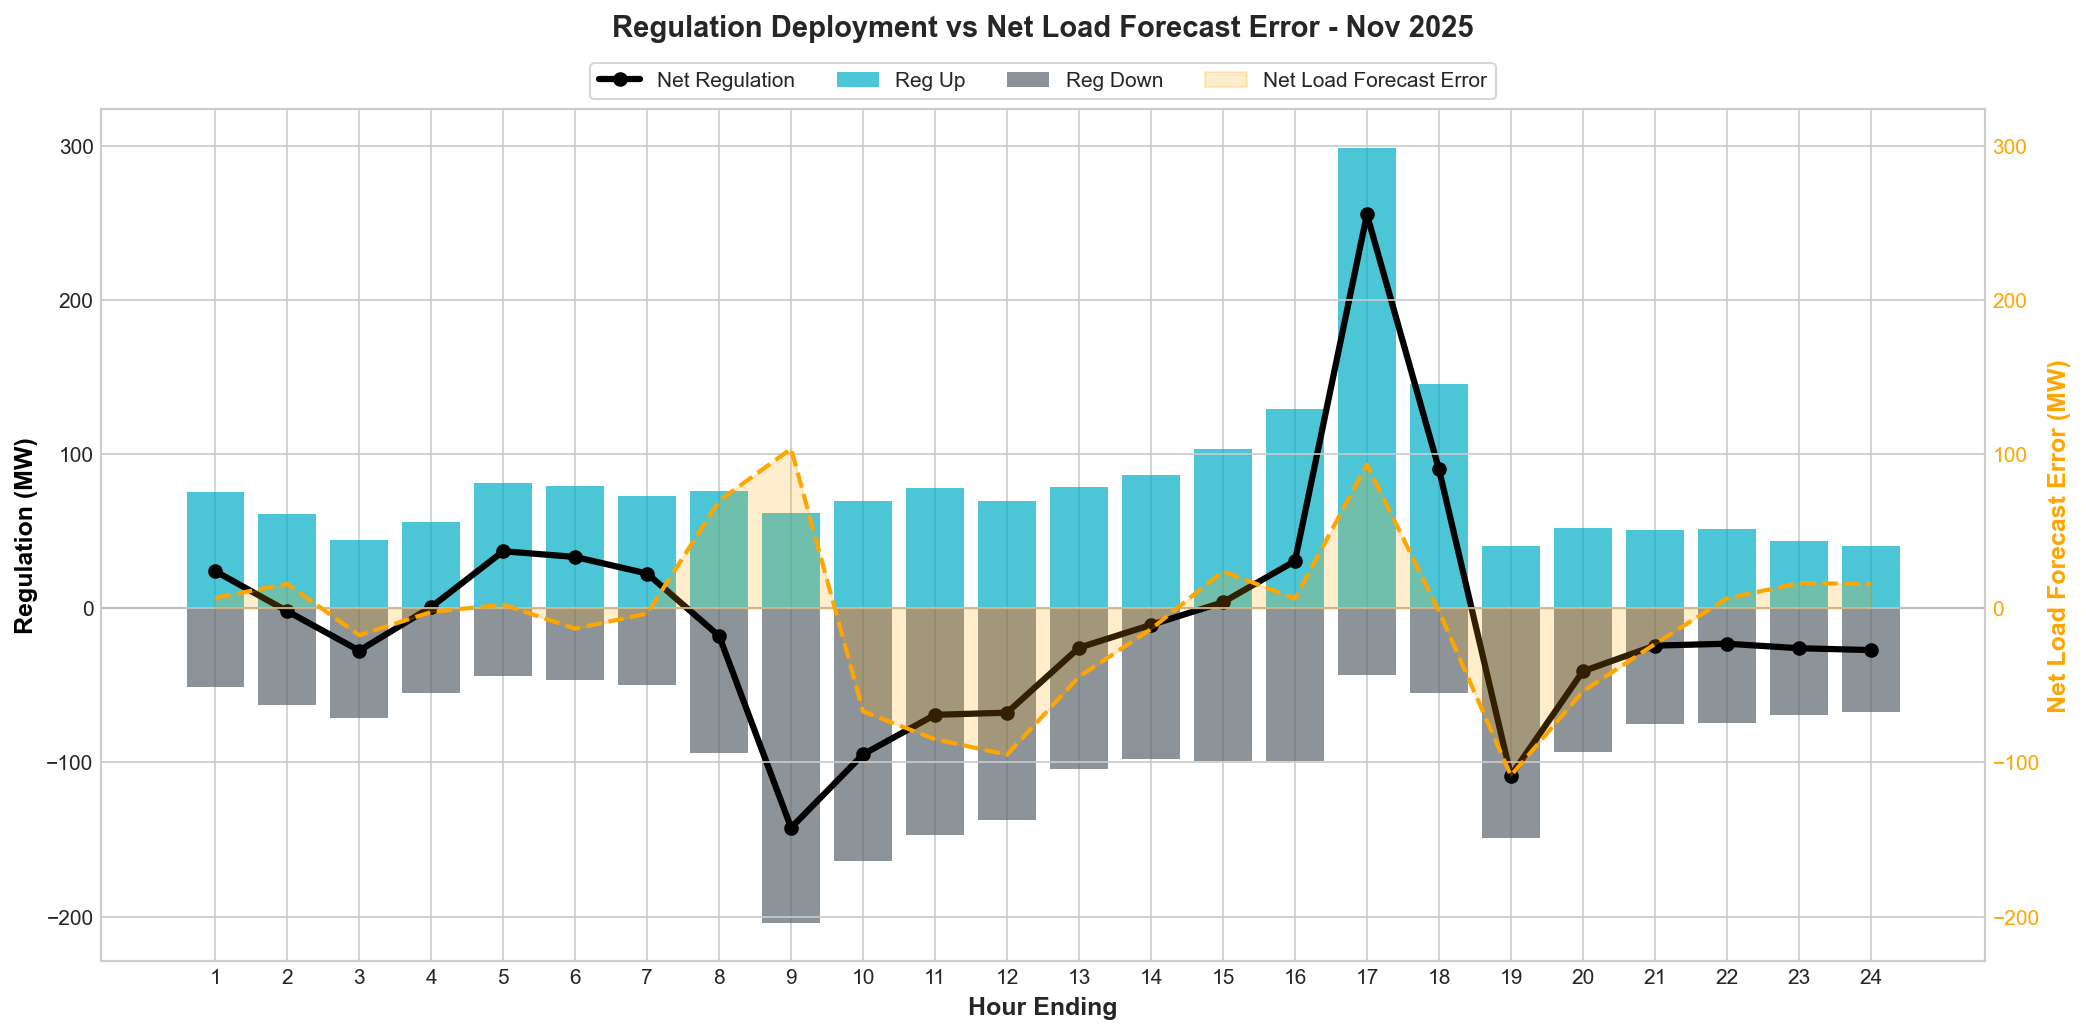 Regulation Deployment vs Net Load Forecast Error - Nov 2025
Net Regulation Reg Up Reg Down Net Load Forecast Error
Regulation (MW)
300
200
100
0
−100
−200
300
200
100
0
−100
−200
Net Load Forecast Error (MW)
1 2 3 4 5 6 7 8 9 10 11 12 13 14 15 16 17 18 19 20 21 22 23 24
Hour Ending